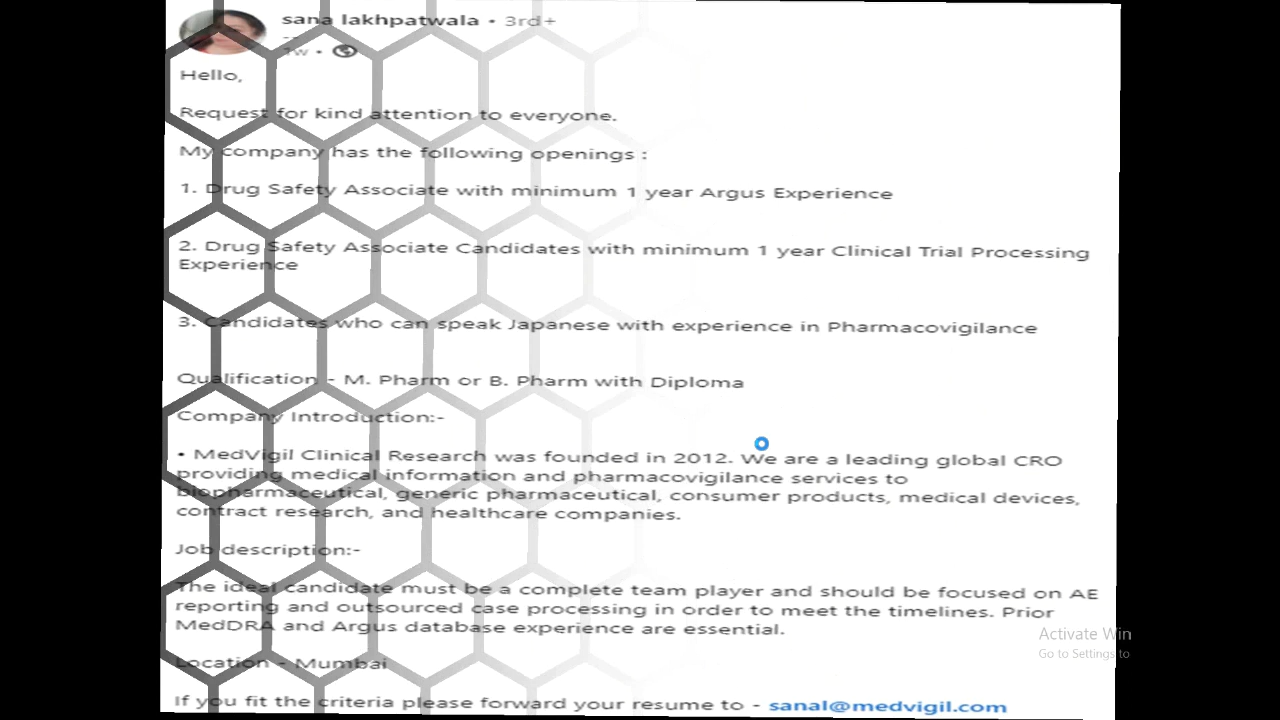 sana lakhpatwala • 3rd+
--
1w •
Hello,
Request for kind attention to everyone.
My company has the following openings :
1. Drug Safety Associate with minimum 1 year Argus Experience
2. Drug Safety Associate Candidates with minimum 1 year Clinical Trial Processing
Experience
3. Candidates who can speak Japanese with experience in Pharmacovigilance
Qualification - M. Pharm or B. Pharm with Diploma
Company Introduction:-
• MedVigil Clinical Research was founded in 2012. We are a leading global CRO
providing medical information and pharmacovigilance services to
biopharmaceutical, generic pharmaceutical, consumer products, medical devices,
contract research, and healthcare companies.
Job description:-
The ideal candidate must be a complete team player and should be focused on AE
reporting and outsourced case processing in order to meet the timelines. Prior
MedDRA and Argus database experience are essential.
Activate Win
Go to Settings to
Location - Mumbai
If you fit the criteria please forward your resume to - sanal@medvigil.com